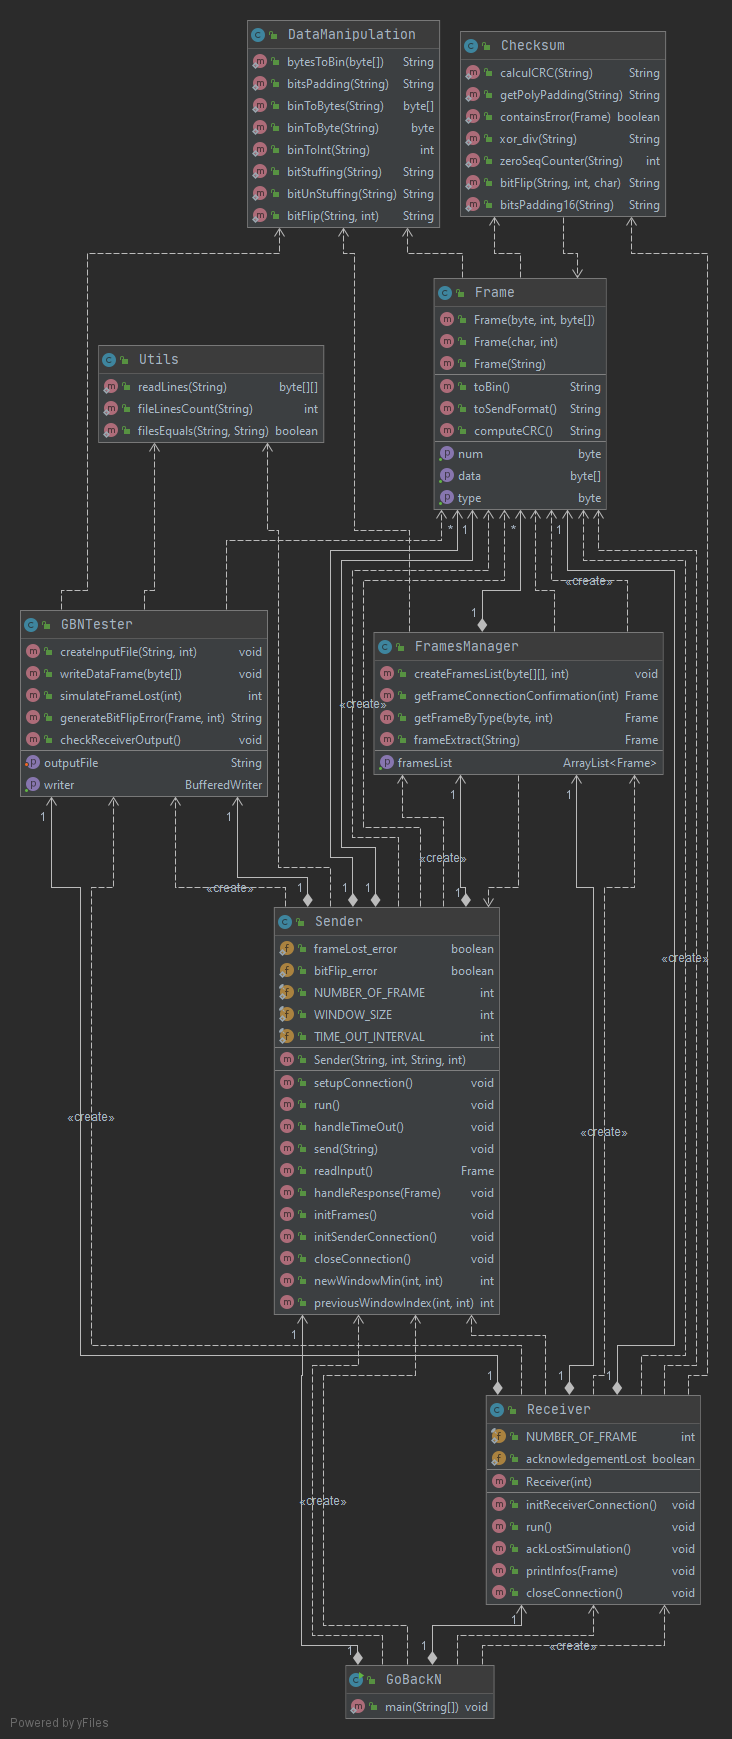 DataManipulation
bytesToBin(byte[]) String
bitsPadding(String) String
binToBytes(String) byte[]
binToByte(String) byte
binToInt(String) int
bitStuffing(String) String
bitUnStuffing(String) String
bitFlip(String, int) String
Checksum
calculCRC(String) String
getPolyPadding(String) String
containsError(Frame) boolean
xor_div(String) String
zeroSeqCounter(String) int
bitFlip(String, int, char) String
bitsPadding16(String) String
Frame
Frame(byte, int, byte[])
Frame(char, int)
Frame(String)
toBin() String
toSendFormat() String
computeCRC() String
num byte
data byte[]
type byte
Utils
readLines(String) byte[][]
fileLinesCount(String) int
filesEquals(String, String) boolean
* 1 * 1
«create»
GBNTester
createInputFile(String, int) void
writeDataFrame(byte[]) void
simulateFrameLost(int) int
generateBitFlipError(Frame, int) String
checkReceiverOutput() void
outputFile String
writer BufferedWriter
1
FramesManager
createFramesList(byte[][], int) void
getFrameConnectionConfirmation(int) Frame
getFrameByType(byte, int) Frame
frameExtract(String) Frame
framesList ArrayList<Frame>
«create»
1 1 1 1
«create»
«create»
1 1 1 1
Sender
frameLost_error boolean
bitFlip_error boolean
NUMBER_OF_FRAME int
WINDOW_SIZE int
TIME_OUT_INTERVAL int
Sender(String, int, String, int)
setupConnection() void
run() void
handleTimeOut() void
send(String) void
readInput() Frame
handleResponse(Frame) void
initFrames() void
initSenderConnection() void
closeConnection() void
newWindowMin(int, int) int
previousWindowIndex(int, int) int
«create»
«create»
«create»
1
1 1 1
Receiver
NUMBER_OF_FRAME int
acknowledgementLost boolean
Receiver(int)
initReceiverConnection() void
run() void
ackLostSimulation() void
printInfos(Frame) void
closeConnection() void
«create»
1
1 1
«create»
GoBackN
main(String[]) void
Powered by yFiles